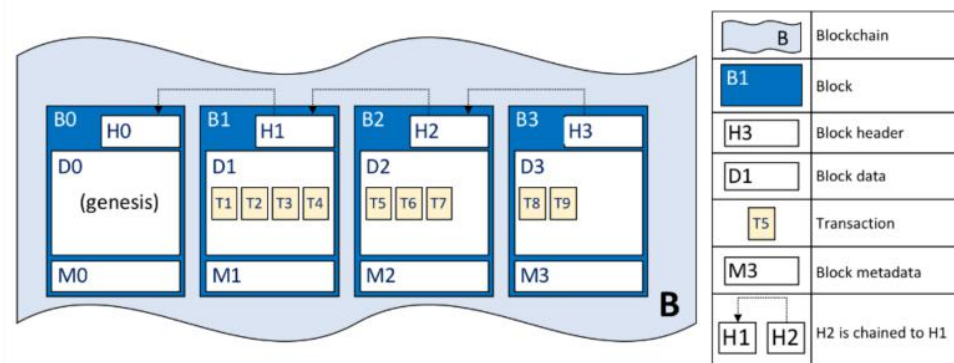 B0 H0 B1 H1 B2 H2 B3 H3
D0 D1 D2 D3
(genesis) T1 T2 T3 T4 T5 T6 T7 T8 T9
M0 M1 M2 M3
B
B Blockchain
B1 Block
H3 Block header
D1 Block data
T5 Transaction
M3 Block metadata
H1 H2 H2 is chained to H1